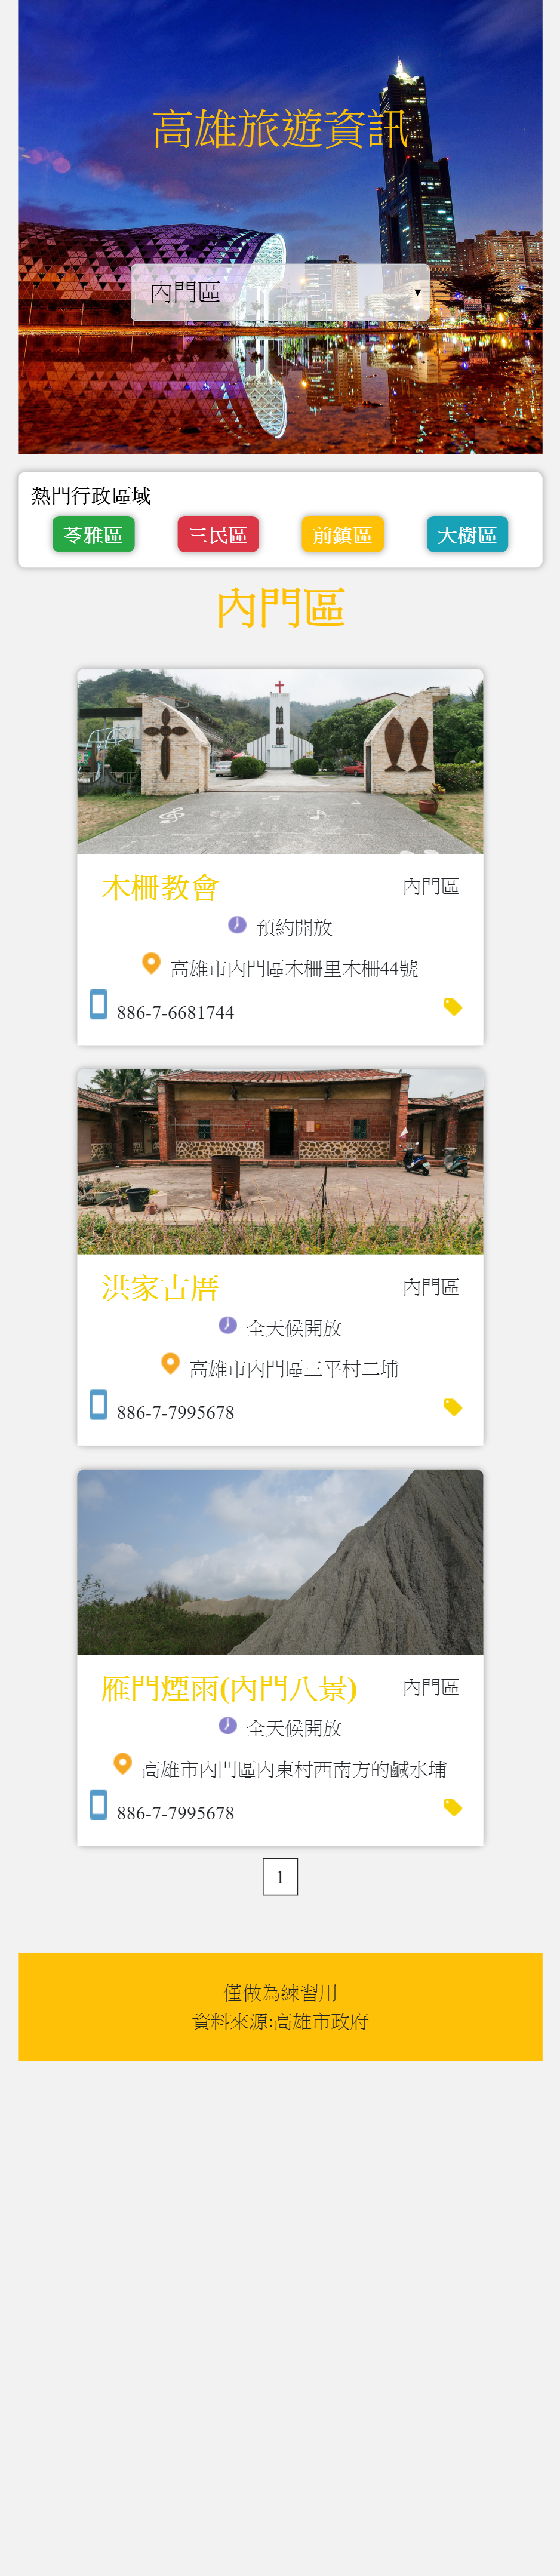 高雄旅遊資訊
內門區
熱門行政區域
苓雅區 三民區 前鎮區 大樹區
內門區
木柵教會 內門區
預約開放
高雄市內門區木柵里木柵44號
886-7-6681744
洪家古厝 內門區
全天候開放
高雄市內門區三平村二埔
886-7-7995678
雁門煙雨(內門八景) 內門區
全天候開放
高雄市內門區內東村西南方的鹹水埔
886-7-7995678
1
僅做為練習用
資料來源:高雄市政府